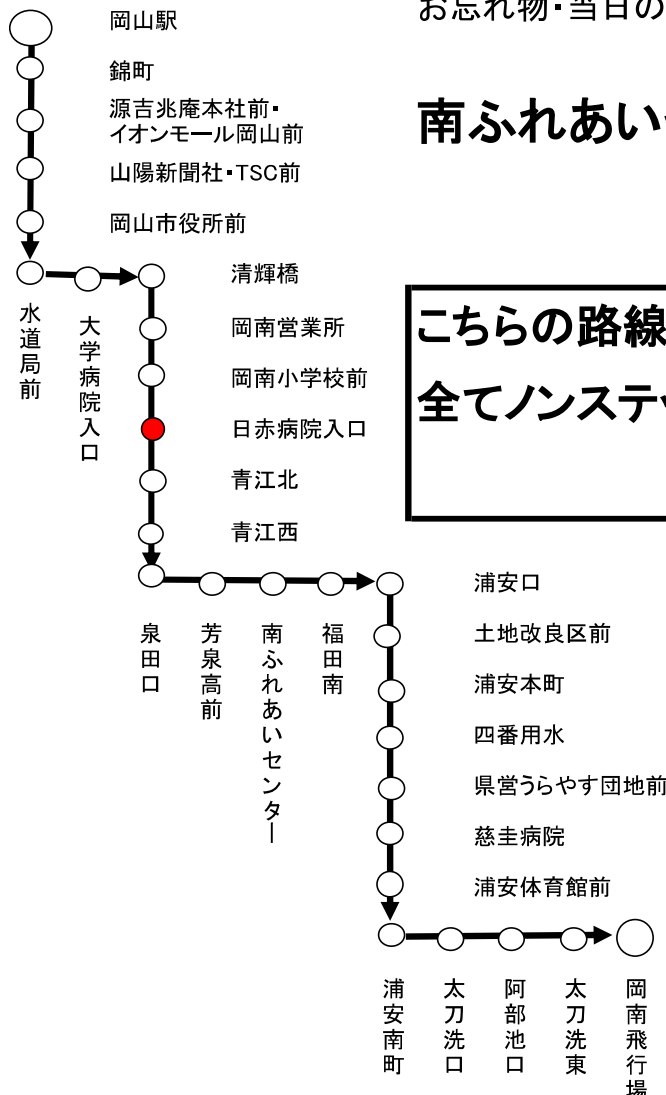 お忘れ物・当日の
南ふれあい
こちらの路線
全てノンステッ
岡山駅
錦町
源吉兆庵本社前・
イオンモール岡山前
山陽新聞社・TSC前
岡山市役所前
水道局前
大学病院入口
清輝橋
岡南営業所
岡南小学校前
日赤病院入口
青江北
青江西
泉田口
芳泉高前
南ふれあいセンター
福田南
浦安口
土地改良区前
浦安本町
四番用水
県営うらやす団地前
慈圭病院
浦安体育館前
浦安南町
太刀洗口
阿部池口
太刀洗東
岡南飛行場